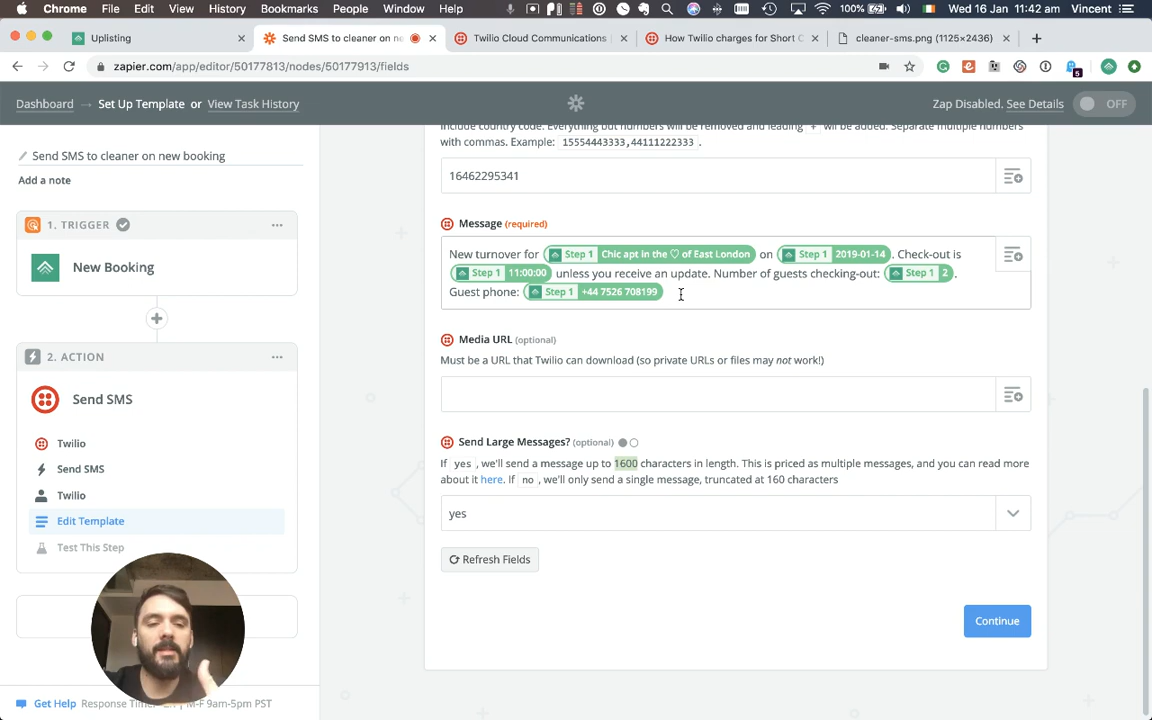 Chrome File Edit View History Bookmarks People Window Help 100% Wed 16 Jan 11:42 am Vincent
Uplisting
Send SMS to cleaner on ne
Twilio Cloud Communications
How Twilio charges for Short C
cleaner-sms.png (1125×2436)
zapier.com/app/editor/50177813/nodes/50177913/fields
5
Dashboard → Set Up Template or View Task History
Zap Disabled. See Details OFF
Send SMS to cleaner on new booking
Add a note
1. TRIGGER
New Booking
2. ACTION
Send SMS
Twilio
Send SMS
Twilio
Edit Template
Test This Step
Get Help Response Time: M-F 9am-5pm PST
Include country code. Everything but numbers will be removed and leading + will be added. Separate multiple numbers
with commas. Example: 15554443333,44111222333 .
16462295341
Message (required)
New turnover for Step 1 Chic apt in the ♡ of East London on Step 1 2019-01-14 . Check-out is
Step 1 11:00:00 unless you receive an update. Number of guests checking-out: Step 1 2 .
Guest phone: Step 1 +44 7526 708199
Media URL (optional)
Must be a URL that Twilio can download (so private URLs or files may not work!)
Send Large Messages? (optional)
If yes , we'll send a message up to 1600 characters in length. This is priced as multiple messages, and you can read more
about it here. If no , we'll only send a single message, truncated at 160 characters
yes
Refresh Fields
Continue